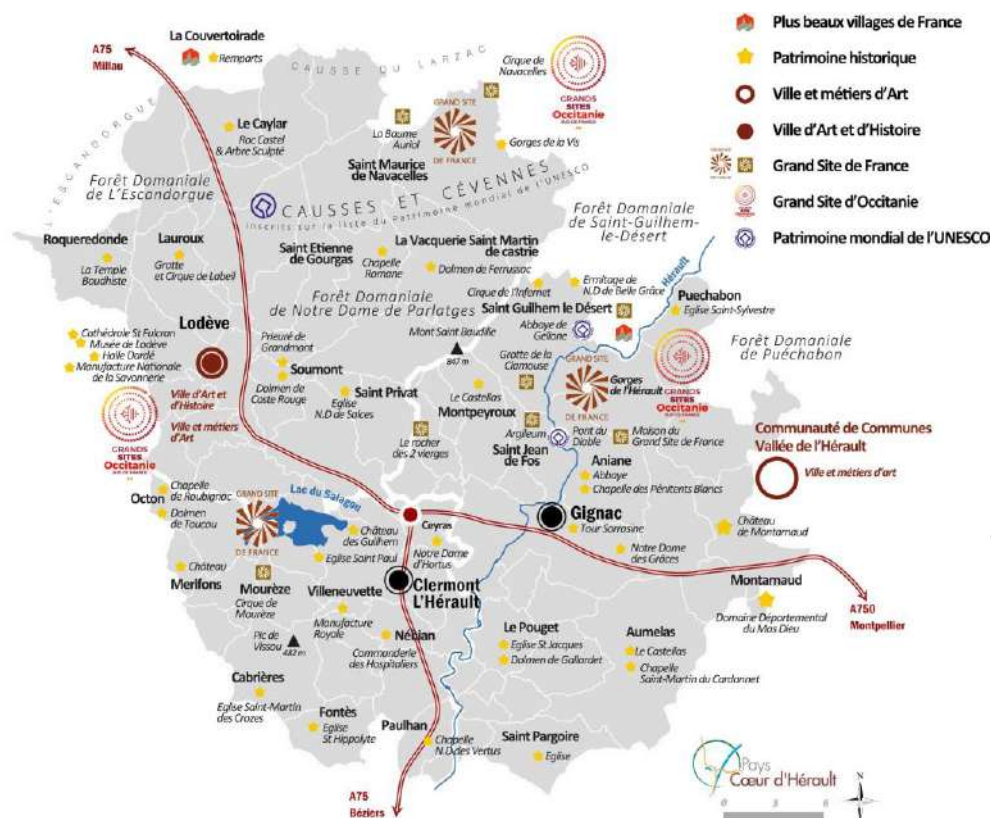 A75
Millau
La Couvertoirade
Remparts
CAUSSE DU LARZAC
Cirque de
Navacelles
GRANDS
SITES
Occitanie
SUD DE FRANCE
Plus beaux villages de France
Patrimoine historique
Ville et métiers d'Art
Ville d'Art et d'Histoire
Grand Site de France
Grand Site d'Occitanie
Patrimoine mondial de l'UNESCO
L'ESCANDORGUE
Le Caylar
Roc Castel
& Arbre Sculpté
La Baume
Auriol
GRAND SITE
DE FRANCE
Gorges de la Vis
Saint Maurice
de Navacelles
Forêt Domaniale
de L'Escandorgue
CAUSSES ET CÉVENNES
Inscrits sur la liste du Patrimoine mondial de l'UNESCO
Forêt Domaniale
de Saint-Guilhem-
le-Désert
Roqueredonde
La Temple
Boudhiste
Lauroux
Grotte
et Cirque de Labeil
Saint Etienne
de Gourgas
Chapelle
Romane
La Vacquerie Saint Martin
de castrie
Dolmen de Ferrussac
Hérault
Cirque de l'Infernet
Ermitage de
N.D de Belle Grâce
Puechabon
Eglise Saint-Sylvestre
Forêt Domaniale
de Notre Dame de Parlatges
Saint Guilhem le Désert
Abbaye de
Gellone
Forêt Domaniale
de Puéchabon
Lodève
Cathédrale St Fulcran
Musée de Lodève
Halle Dardé
Manufacture Nationale
de la Savonnerie
Ville d'Art et
d'Histoire
Ville et métiers
d'Art
GRANDS
SITES
Occitanie
Prieuré de
Grandmont
Soumont
Dolmen de
Coste Rouge
Mont Saint Baudille
847 m
Saint Privat
Eglise
N.D de Salces
Le Castellas
Montpeyroux
Grotte de la
Clamouse
GRAND SITE
Gorges
de l'Hérault
DE FRANCE
GRANDS
SITES
Occitanie
Le rocher
des 2 vierges
Argileum
Saint Jean
de Fos
Pont du
Diable
Maison du
Grand Site de France
Communauté de Communes
Vallée de l'Hérault
Ville et métiers d'art
Aniane
Abbaye
Chapelle des Pénitents Blancs
Octon
Chapelle
de Roubignac
Dolmen
de Toucou
GRAND SITE
DE FRANCE
Lac du Salagou
Château
des Guilhem
Eglise Saint Paul
Ceyras
Notre Dame
d'Hortus
Gignac
Tour Sarrasine
Notre Dame
des Grâces
Château
de Montarnaud
Château
Merifons
Mourèze
Cirque de
Mourèze
Villeneuvette
Manufacture
Royale
Clermont
L'Hérault
Montarnaud
Domaine Départemental
du Mas Dieu
A750
Montpellier
Pic de
Vissou
482 m
Nébian
Commanderie
des Hospitaliers
Le Pouget
Eglise St Jacques
Dolmen de Gallardet
Aumelas
Le Castellas
Chapelle
Saint-Martin du Cardonnet
Cabrières
Eglise Saint-Martin
des Crozes
Fontès
Eglise
St Hippolyte
Paulhan
Chapelle
N.D des Vertus
Saint Pargoire
Eglise
A75
Béziers
Pays
Cœur d'Hérault
0 3 6